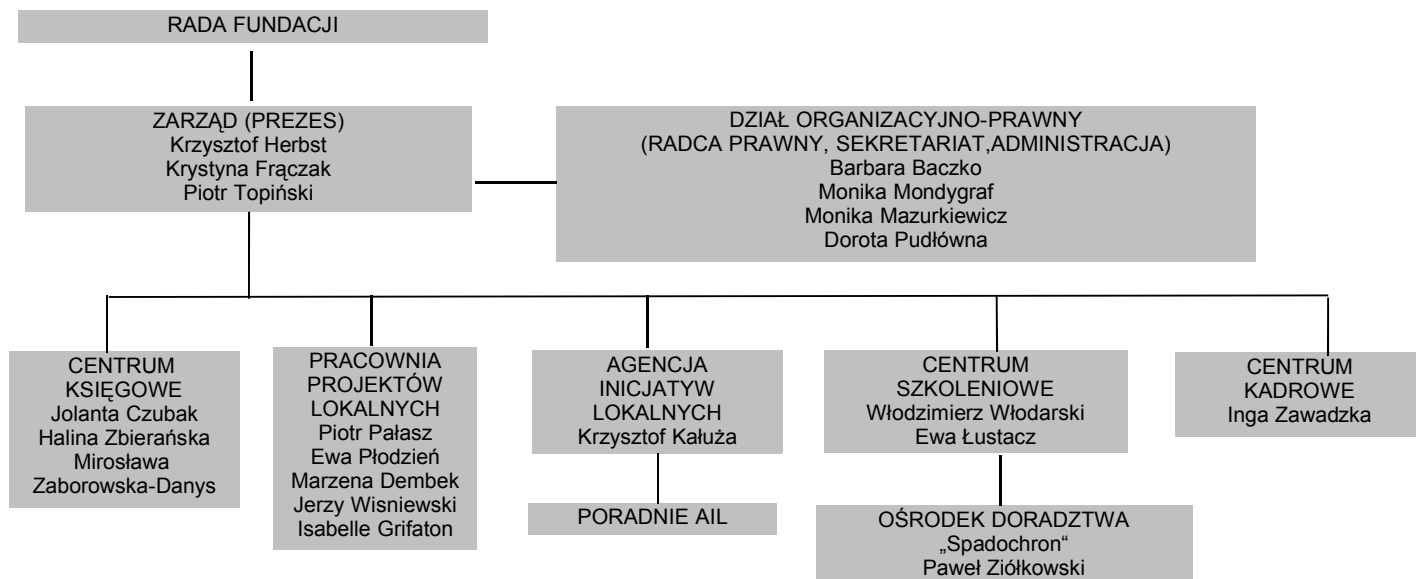 RADA FUNDACJI
ZARZĄD (PREZES)
Krzysztof Herbst
Krystyna Frączak
Piotr Topiński
DZIAŁ ORGANIZACYJNO-PRAWNY
(RADCA PRAWNY, SEKRETARIAT,ADMINISTRACJA)
Barbara Baczko
Monika Mondygraf
Monika Mazurkiewicz
Dorota Pudłówna
CENTRUM
KSIĘGOWE
Jolanta Czubak
Halina Zbierańska
Mirosława
Zaborowska-Danys
PRACOWNIA
PROJEKTÓW
LOKALNYCH
Piotr Pałasz
Ewa Płodzień
Marzena Dembek
Jerzy Wisniewski
Isabelle Grifaton
AGENCJA
INICJATYW
LOKALNYCH
Krzysztof Kałuża
CENTRUM
SZKOLENIOWE
Włodzimierz Włodarski
Ewa Łustacz
CENTRUM
KADROWE
Inga Zawadzka
PORADNIE AIL
OŚRODEK DORADZTWA
„Spadochron“
Paweł Ziółkowski